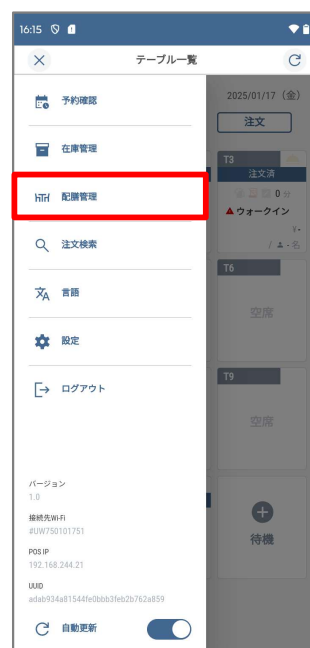 16:15
テーブル一覧
予約確認
2025/01/17（金）
注文
在庫管理
T3
注文済
0 分
配膳管理
▲ウォークイン
¥-
/ - 名
注文検索
T6
言語
空席
設定
T9
ログアウト
空席
バージョン
1.0
接続先Wi-Fi
#UW750101751
待機
POS IP
192.168.244.21
UUID
adab934a81544fe0bbb3feb2b762a859
自動更新